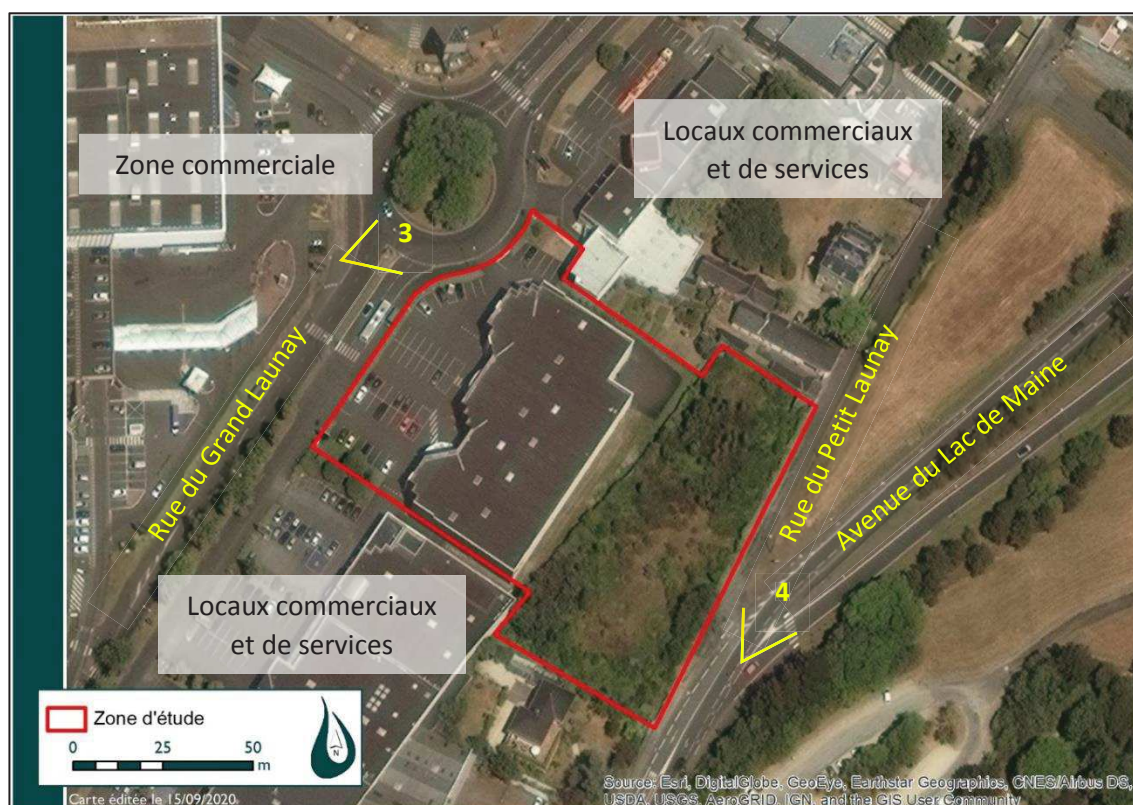 Locaux commerciaux
et de services
Zone commerciale
3
Rue du Grand Launay
Rue du Petit Launay
Avenue du Lac de Maine
4
Locaux commerciaux
et de services
Zone d'étude
0 25 50
m
N
Carte éditée le 15/09/2020
Source: Esri, DigitalGlobe, GeoEye, Earthstar Geographics, CNES/Airbus DS,
USDA, USGS, AeroGRID, IGN, and the GIS User Community